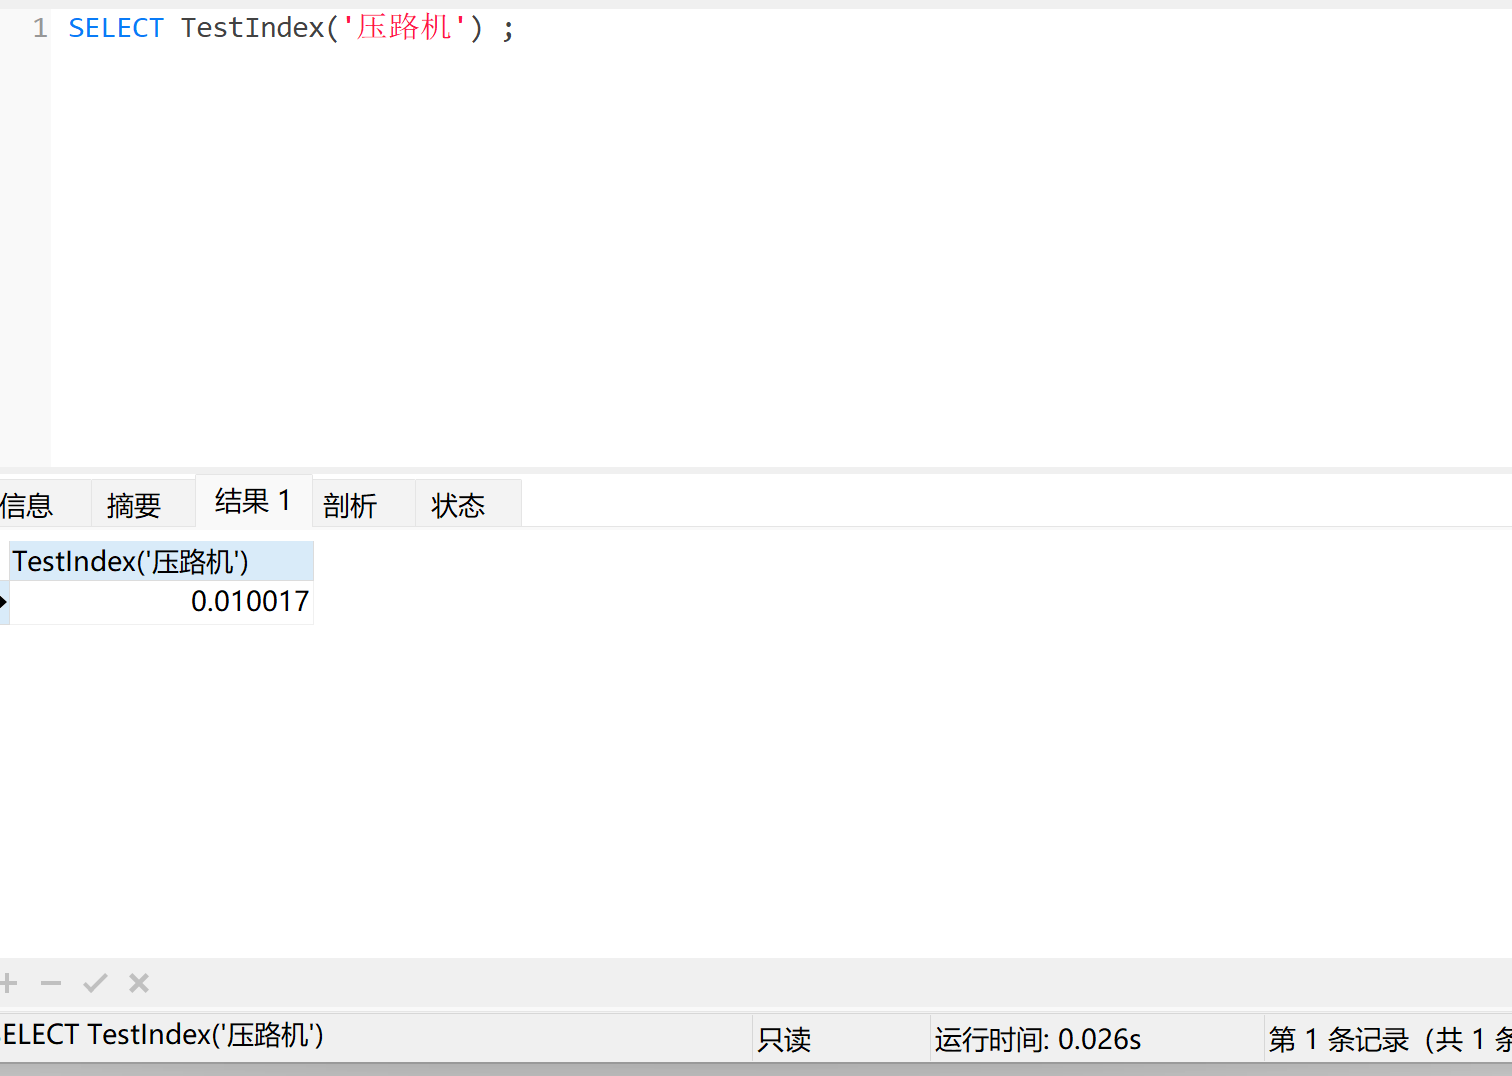 1 SELECT TestIndex('压路机') ;
信息 摘要 结果 1 剖析 状态
TestIndex('压路机')
0.010017
ELECT TestIndex('压路机') 只读 运行时间: 0.026s 第 1 条记录 (共 1 条